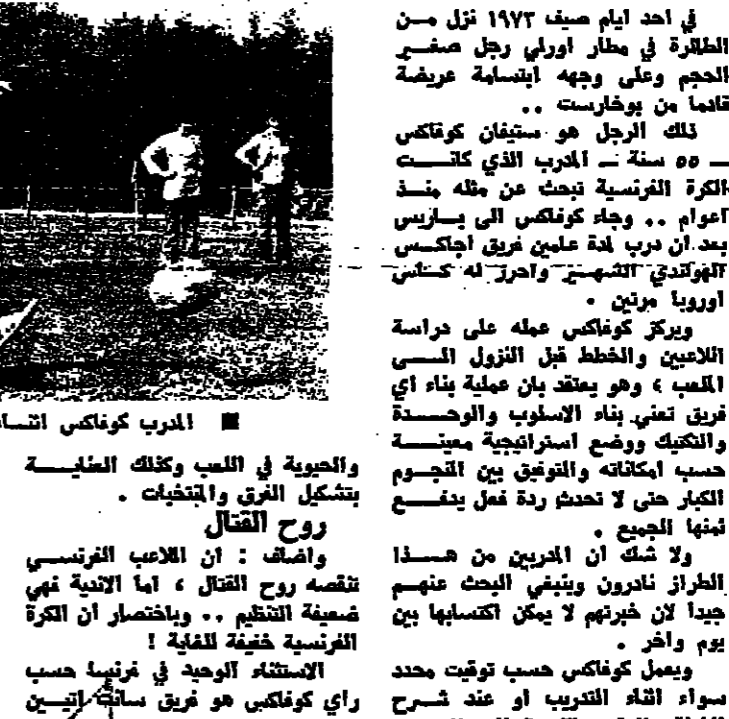 في احد ايام صيف ١٩٧٣ نزل من
الطائرة في مطار اورلي رجل صغير
الحجم وعلى وجهه ابتسامة عريضة
قادما من بوخارست ..
ذلك الرجل هو ستيفان كوفاكس
ــ ٥٥ سنة ــ المدرب الذي كانت
الكرة الفرنسية تبحث عن مثله منذ
اعوام .. وجاء كوفاكس الى باريس
بعد ان درب لمدة عامين فريق اجاكس
الهولندي الشهير واحرز له كأس
اوروبا مرتين .
ويركز كوفاكس عمله على دراسة
اللاعبين والخطط قبل النزول الى
الملعب ، وهو يعتقد بان عملية بناء اي
فريق تعني بناء الاسلوب والوحدة
والتكتيك ووضع استراتيجية معينة
حسب امكاناته والتوفيق بين النجوم
الكبار حتى لا تحدث ردة فعل يدفع
ثمنها الجميع .
ولا شك ان المدربين من هذا
الطراز نادرون وينبغي البحث عنهم
جيدا لان خبرتهم لا يمكن اكتسابها بين
يوم واخر .
ويعمل كوفاكس حسب توقيت محدد
سواء اثناء التدريب او عند شرح
المدرب كوفاكس اثنـا
والحيوية في اللعب وكذلك العناية
بتشكيل الفرق والمنتخبات .
روح القتال
واضاف : ان اللاعب الفرنسي
تنقصه روح القتال ، اما الاندية فهي
ضعيفة التنظيم .. وباختصار ان الكرة
الفرنسية خفيفة للغاية !
الاستثناء الوحيد في فرنسا حسب
راي كوفاكس هو فريق سانت اتيين